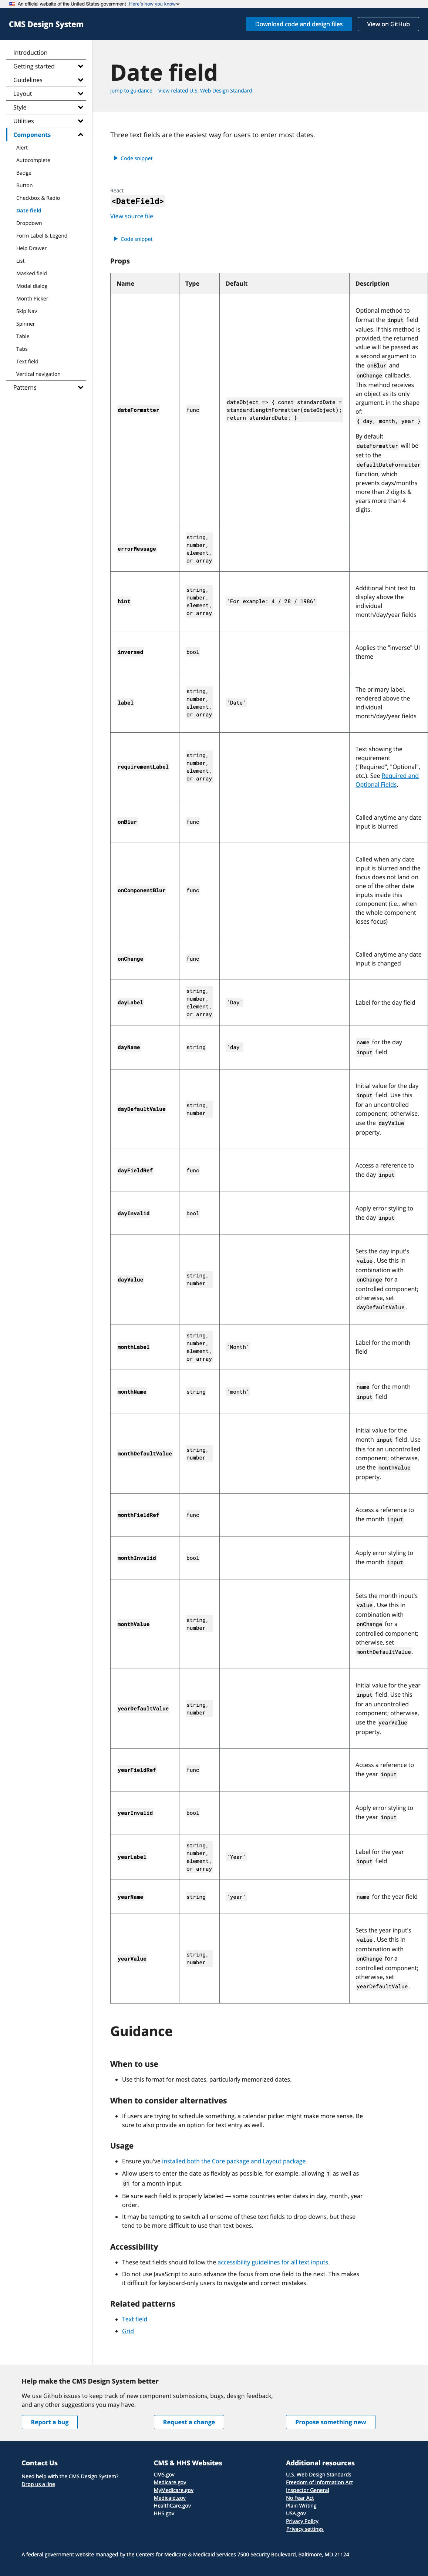 An official website of the United States government Here's how you know
CMS Design System
Download code and design files
View on GitHub
Introduction
Getting started
Guidelines
Layout
Style
Utilities
Components
Alert
Autocomplete
Badge
Button
Checkbox & Radio
Date field
Dropdown
Form Label & Legend
Help Drawer
List
Masked field
Modal dialog
Month Picker
Skip Nav
Spinner
Table
Tabs
Text field
Vertical navigation
Patterns
Date field
Jump to guidance View related U.S. Web Design Standard
Three text fields are the easiest way for users to enter most dates.
Code snippet
React
<DateField>
View source file
Code snippet
Props
Name Type Default Description
dateFormatter
func
dateObject => { const standardDate =
standardLengthFormatter(dateObject);
return standardDate; }
Optional method to
format the input field
values. If this method is
provided, the returned
value will be passed as
a second argument to
the onBlur and
onChange callbacks.
This method receives
an object as its only
argument, in the shape
of:
{ day, month, year }
By default
dateFormatter will be
set to the
defaultDateFormatter
function, which
prevents days/months
more than 2 digits &
years more than 4
digits.
errorMessage
string,
number,
element,
or array
hint
string,
number,
element,
or array
'For example: 4 / 28 / 1986'
Additional hint text to
display above the
individual
month/day/year fields
inversed
bool
Applies the "inverse" UI
theme
label
string,
number,
element,
or array
'Date'
The primary label,
rendered above the
individual
month/day/year fields
requirementLabel
string,
number,
element,
or array
Text showing the
requirement
("Required", "Optional",
etc.). See Required and
Optional Fields.
onBlur
func
Called anytime any date
input is blurred
onComponentBlur
func
Called when any date
input is blurred and the
focus does not land on
one of the other date
inputs inside this
component (i.e., when
the whole component
loses focus)
onChange
func
Called anytime any date
input is changed
dayLabel
string,
number,
element,
or array
'Day'
Label for the day field
dayName
string
'day'
name for the day
input field
dayDefaultValue
string,
number
Initial value for the day
input field. Use this
for an uncontrolled
component; otherwise,
use the dayValue
property.
dayFieldRef
func
Access a reference to
the day input
dayInvalid
bool
Apply error styling to
the day input
dayValue
string,
number
Sets the day input's
value. Use this in
combination with
onChange for a
controlled component;
otherwise, set
dayDefaultValue.
monthLabel
string,
number,
element,
or array
'Month'
Label for the month
field
monthName
string
'month'
name for the month
input field
monthDefaultValue
string,
number
Initial value for the
month input field. Use
this for an uncontrolled
component; otherwise,
use the monthValue
property.
monthFieldRef
func
Access a reference to
the month input
monthInvalid
bool
Apply error styling to
the month input
monthValue
string,
number
Sets the month input's
value. Use this in
combination with
onChange for a
controlled component;
otherwise, set
monthDefaultValue.
yearDefaultValue
string,
number
Initial value for the year
input field. Use this
for an uncontrolled
component; otherwise,
use the yearValue
property.
yearFieldRef
func
Access a reference to
the year input
yearInvalid
bool
Apply error styling to
the year input
yearLabel
string,
number,
element,
or array
'Year'
Label for the year
input field
yearName
string
'year'
name for the year field
yearValue
string,
number
Sets the year input's
value. Use this in
combination with
onChange for a
controlled component;
otherwise, set
yearDefaultValue.
Guidance
When to use
Use this format for most dates, particularly memorized dates.
When to consider alternatives
If users are trying to schedule something, a calendar picker might make more sense. Be
sure to also provide an option for text entry as well.
Usage
Ensure you've installed both the Core package and Layout package
Allow users to enter the date as flexibly as possible, for example, allowing 1 as well as
01 for a month input.
Be sure each field is properly labeled — some countries enter dates in day, month, year
order.
It may be tempting to switch all or some of these text fields to drop downs, but these
tend to be more difficult to use than text boxes.
Accessibility
These text fields should follow the accessibility guidelines for all text inputs.
Do not use JavaScript to auto advance the focus from one field to the next. This makes
it difficult for keyboard-only users to navigate and correct mistakes.
Related patterns
Text field
Grid
Help make the CMS Design System better
We use Github issues to keep track of new component submissions, bugs, design feedback,
and any other suggestions you may have.
Report a bug
Request a change
Propose something new
Contact Us
Need help with the CMS Design System?
Drop us a line
CMS & HHS Websites
CMS.gov
Medicare.gov
MyMedicare.gov
Medicaid.gov
HealthCare.gov
HHS.gov
Additional resources
U.S. Web Design Standards
Freedom of Information Act
Inspector General
No Fear Act
Plain Writing
USA.gov
Privacy Policy
Privacy settings
A federal government website managed by the Centers for Medicare & Medicaid Services 7500 Security Boulevard, Baltimore, MD 21124